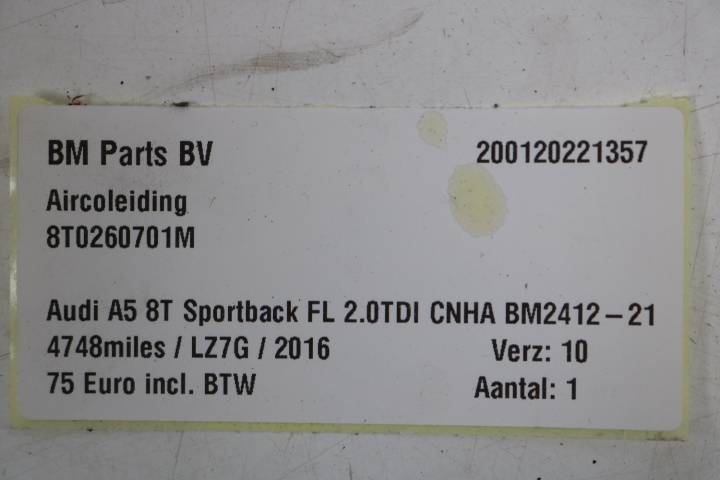 BM Parts BV 200120221357
Aircoleiding
8T0260701M
Audi A5 8T Sportback FL 2.0TDI CNHA BM2412-21
4748miles / LZ7G / 2016 Verz: 10
75 Euro incl. BTW Aantal: 1